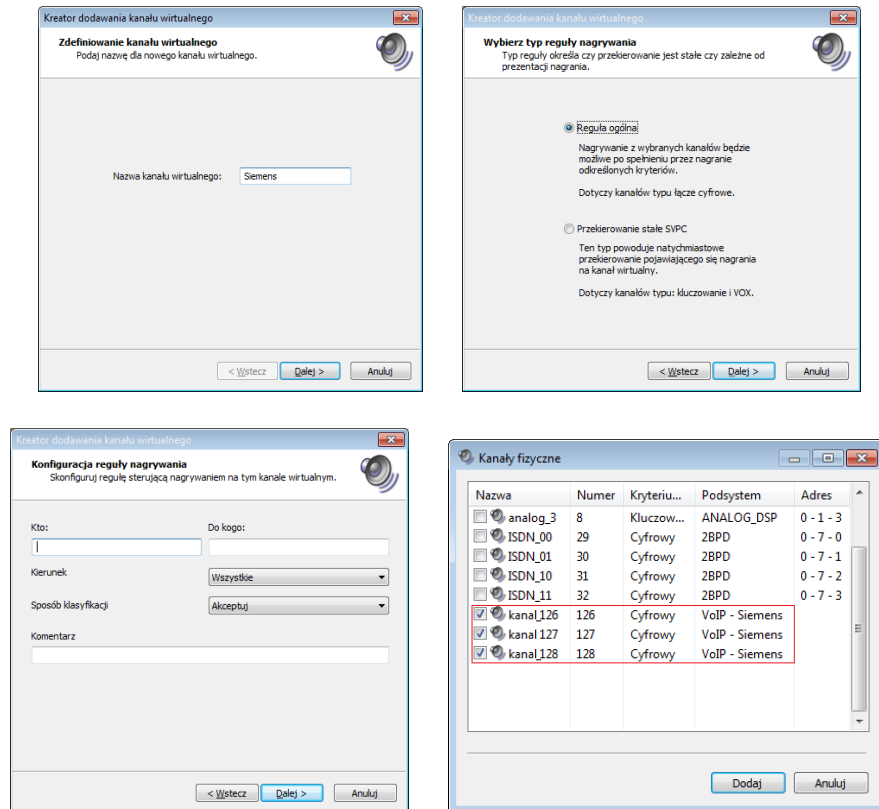 Kreator dodawania kanału wirtualnego
Zdefiniowanie kanału wirtualnego
Podaj nazwę dla nowego kanału wirtualnego.
Nazwa kanału wirtualnego: Siemens
< Wstecz Dalej > Anuluj
Kreator dodawania kanału wirtualnego
Wybierz typ reguły nagrywania
Typ reguły określa czy przekierowanie jest stałe czy zależne od
prezentacji nagrania.
Reguła ogólna
Nagrywanie z wybranych kanałów będzie
możliwe po spełnieniu przez nagranie
odkreślonych kryteriów.
Dotyczy kanałów typu łącze cyfrowe.
Przekierowanie stałe SVPC
Ten typ powoduje natychmiastowe
przekierowanie pojawiającego się nagrania
na kanał wirtualny.
Dotyczy kanałów typu: kluczowanie i VOX.
< Wstecz Dalej > Anuluj
Kreator dodawania kanału wirtualnego
Konfiguracja reguły nagrywania
Skonfiguruj regułę sterującą nagrywaniem na tym kanale wirtualnym.
Kto: Do kogo:
Kierunek Wszystkie
Sposób klasyfikacji Akceptuj
Komentarz
< Wstecz Dalej > Anuluj
Kanały fizyczne
Nazwa Numer Kryteriu... Podsystem Adres
analog_3 8 Kluczow... ANALOG_DSP 0 - 1 - 3
ISDN_00 29 Cyfrowy 2BPD 0 - 7 - 0
ISDN_01 30 Cyfrowy 2BPD 0 - 7 - 1
ISDN_10 31 Cyfrowy 2BPD 0 - 7 - 2
ISDN_11 32 Cyfrowy 2BPD 0 - 7 - 3
kanal_126 126 Cyfrowy VoIP - Siemens
kanal 127 127 Cyfrowy VoIP - Siemens
kanal_128 128 Cyfrowy VoIP - Siemens
Dodaj Anuluj